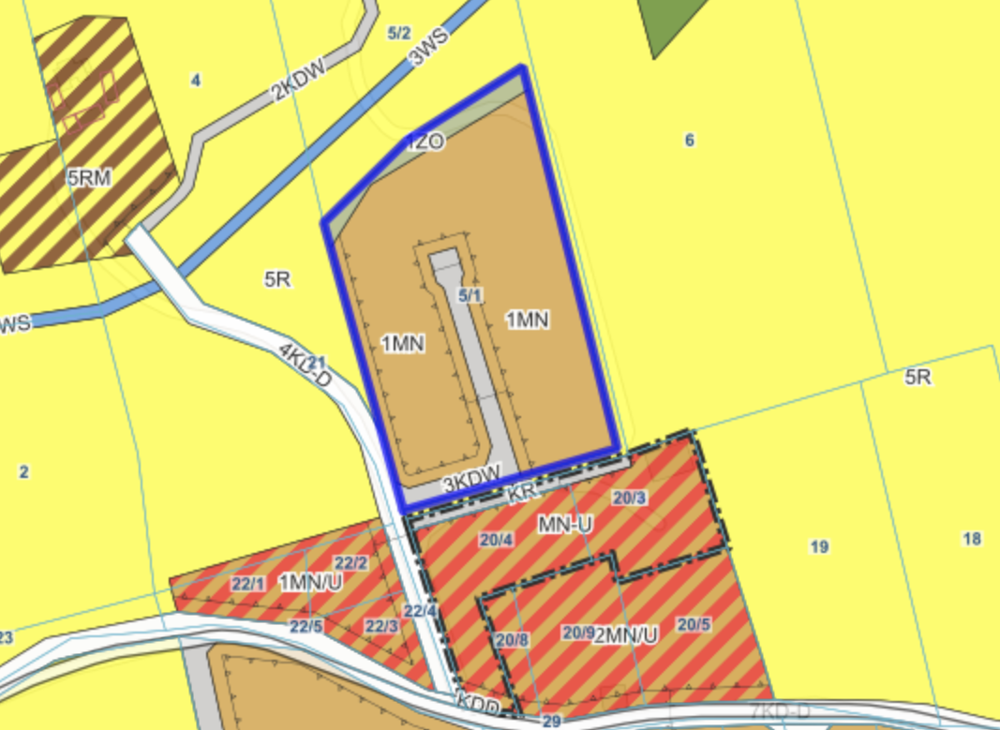 5/2
3WS
4
2KDW
1ZO
6
5RM
5R
5/1
1MN
WS
1MN
21
4KD-D
5R
2
3KDW
KR
20/3
MN-U
20/4
19
18
22/2
22/1
1MN/U
22/4
22/5
22/3
20/5
20/9
2MN/U
20/8
23
KDD
7KD-D
29